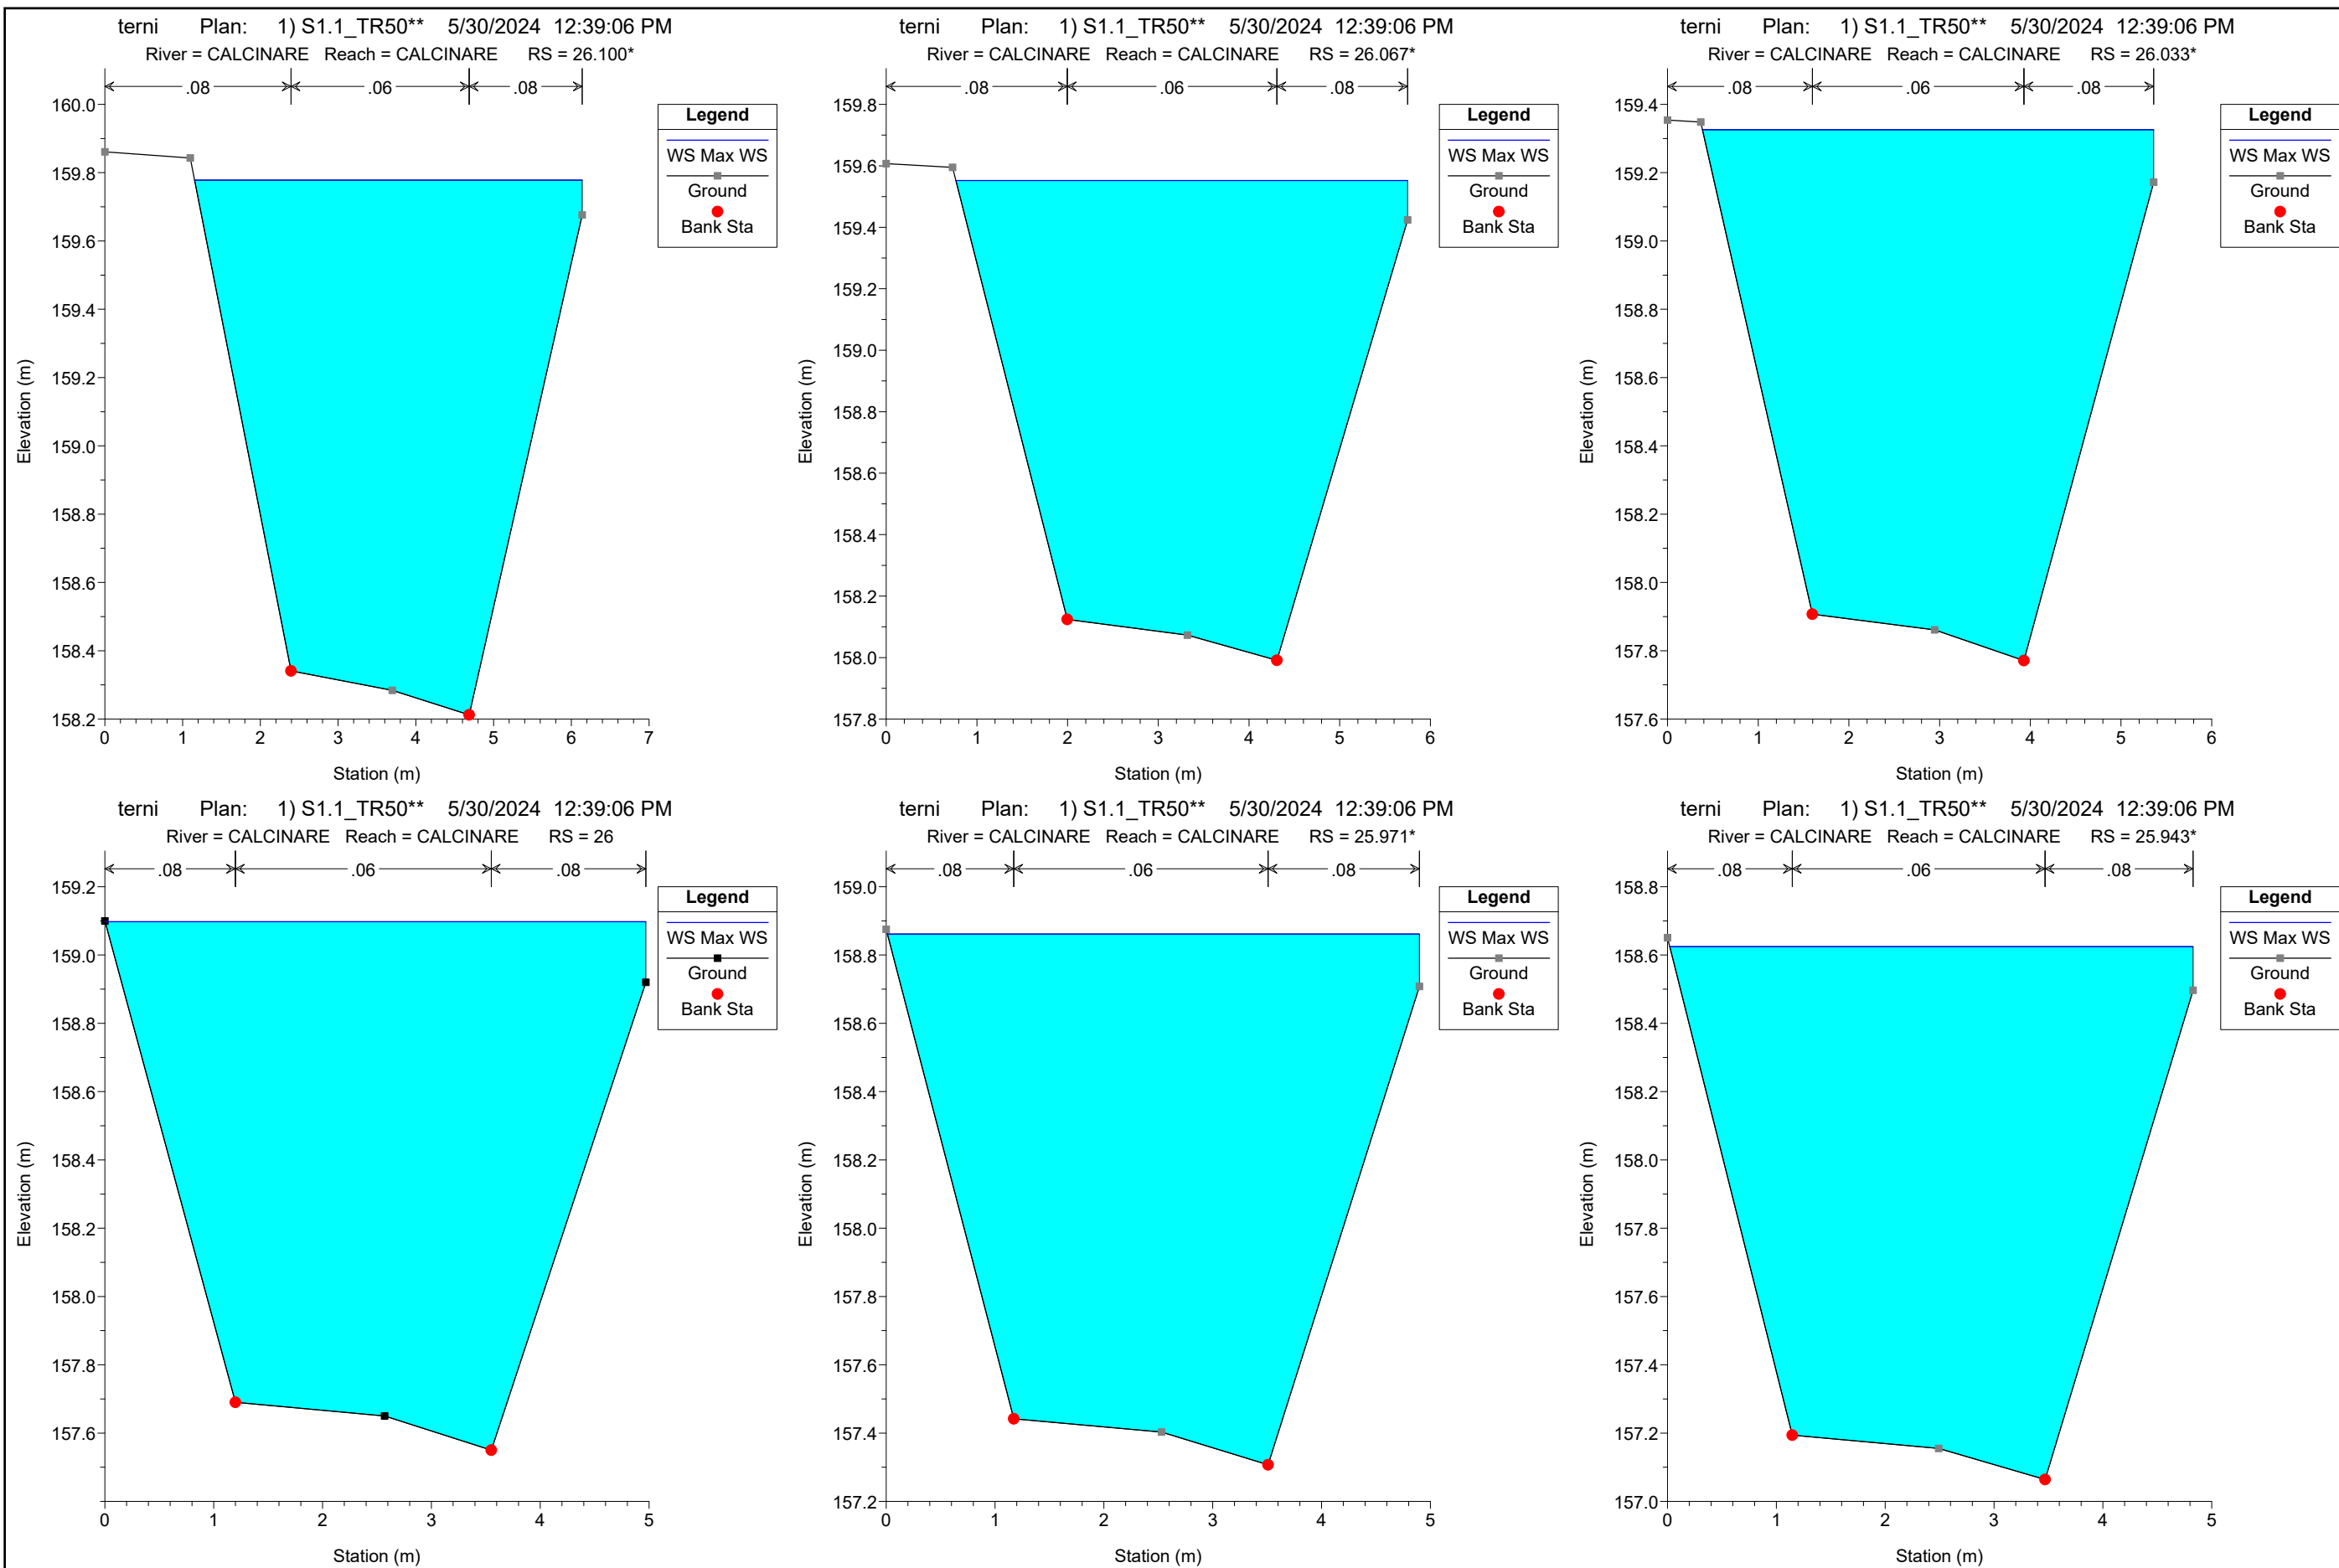 terni Plan: 1) S1.1_TR50** 5/30/2024 12:39:06 PM
River = CALCINARE Reach = CALCINARE RS = 26.100*
.08 .06 .08
160.0
159.8
159.6
159.4
159.2
159.0
158.8
158.6
158.4
158.2
0 1 2 3 4 5 6 7
Station (m)
Elevation (m)
Legend
WS Max WS
Ground
Bank Sta
terni Plan: 1) S1.1_TR50** 5/30/2024 12:39:06 PM
River = CALCINARE Reach = CALCINARE RS = 26.067*
.08 .06 .08
159.8
159.6
159.4
159.2
159.0
158.8
158.6
158.4
158.2
158.0
157.8
0 1 2 3 4 5 6
Station (m)
Elevation (m)
Legend
WS Max WS
Ground
Bank Sta
terni Plan: 1) S1.1_TR50** 5/30/2024 12:39:06 PM
River = CALCINARE Reach = CALCINARE RS = 26.033*
.08 .06 .08
159.4
159.2
159.0
158.8
158.6
158.4
158.2
158.0
157.8
157.6
0 1 2 3 4 5 6
Station (m)
Elevation (m)
Legend
WS Max WS
Ground
Bank Sta
terni Plan: 1) S1.1_TR50** 5/30/2024 12:39:06 PM
River = CALCINARE Reach = CALCINARE RS = 26
.08 .06 .08
159.2
159.0
158.8
158.6
158.4
158.2
158.0
157.8
157.6
0 1 2 3 4 5
Station (m)
Elevation (m)
Legend
WS Max WS
Ground
Bank Sta
terni Plan: 1) S1.1_TR50** 5/30/2024 12:39:06 PM
River = CALCINARE Reach = CALCINARE RS = 25.971*
.08 .06 .08
159.0
158.8
158.6
158.4
158.2
158.0
157.8
157.6
157.4
157.2
0 1 2 3 4 5
Station (m)
Elevation (m)
Legend
WS Max WS
Ground
Bank Sta
terni Plan: 1) S1.1_TR50** 5/30/2024 12:39:06 PM
River = CALCINARE Reach = CALCINARE RS = 25.943*
.08 .06 .08
158.8
158.6
158.4
158.2
158.0
157.8
157.6
157.4
157.2
157.0
0 1 2 3 4 5
Station (m)
Elevation (m)
Legend
WS Max WS
Ground
Bank Sta